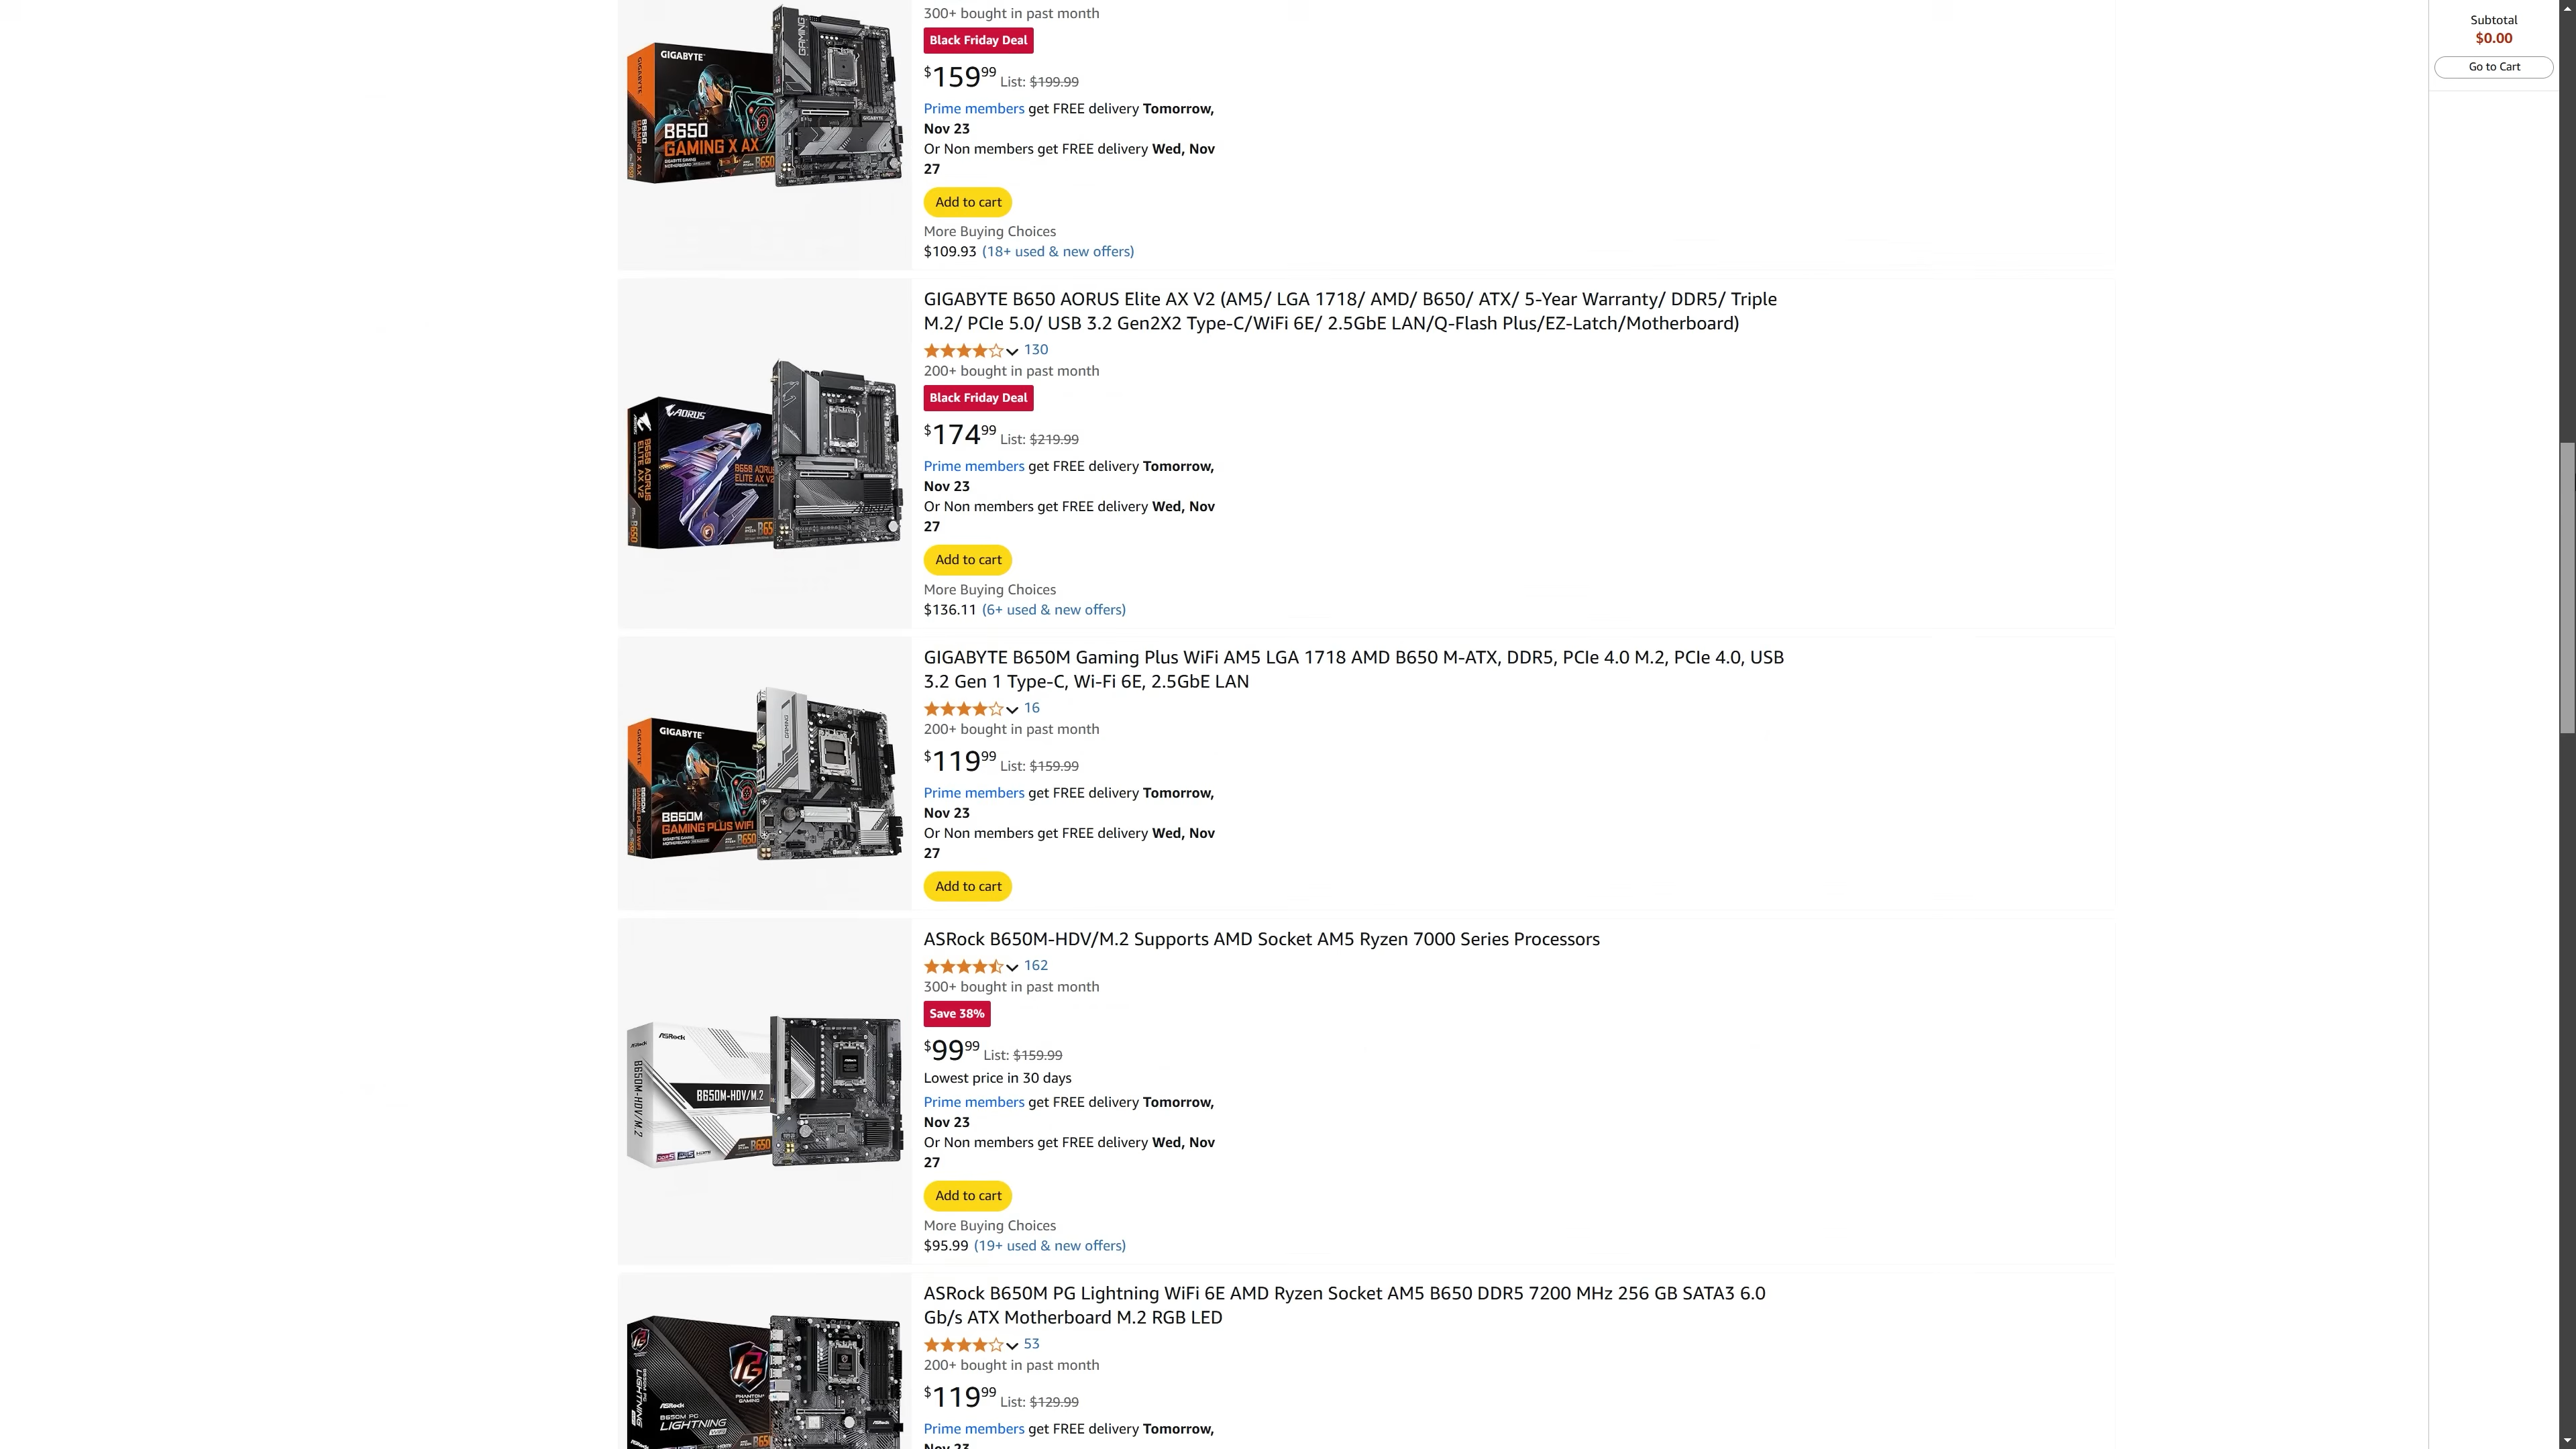 300+ bought in past month
Black Friday Deal
$159.99 List: $199.99
Prime members get FREE delivery Tomorrow,
Nov 23
Or Non members get FREE delivery Wed, Nov
27
Add to cart
More Buying Choices
$109.93 (18+ used & new offers)
GIGABYTE
B650
GAMING X AX
GIGABYTE B650 AORUS Elite AX V2 (AM5/ LGA 1718/ AMD/ B650/ ATX/ 5-Year Warranty/ DDR5/ Triple
M.2/ PCIe 5.0/ USB 3.2 Gen2X2 Type-C/WiFi 6E/ 2.5GbE LAN/Q-Flash Plus/EZ-Latch/Motherboard)
130
200+ bought in past month
Black Friday Deal
$174.99 List: $219.99
Prime members get FREE delivery Tomorrow,
Nov 23
Or Non members get FREE delivery Wed, Nov
27
Add to cart
More Buying Choices
$136.11 (6+ used & new offers)
AORUS
B650 AORUS
ELITE AX V2
GIGABYTE B650M Gaming Plus WiFi AM5 LGA 1718 AMD B650 M-ATX, DDR5, PCIe 4.0 M.2, PCIe 4.0, USB
3.2 Gen 1 Type-C, Wi-Fi 6E, 2.5GbE LAN
16
200+ bought in past month
$119.99 List: $159.99
Prime members get FREE delivery Tomorrow,
Nov 23
Or Non members get FREE delivery Wed, Nov
27
Add to cart
GIGABYTE
B650M
GAMING PLUS WIFI
ASRock B650M-HDV/M.2 Supports AMD Socket AM5 Ryzen 7000 Series Processors
162
300+ bought in past month
Save 38%
$99.99 List: $159.99
Lowest price in 30 days
Prime members get FREE delivery Tomorrow,
Nov 23
Or Non members get FREE delivery Wed, Nov
27
Add to cart
More Buying Choices
$95.99 (19+ used & new offers)
ASRock
B650M-HDV/M.2
ASRock B650M PG Lightning WiFi 6E AMD Ryzen Socket AM5 B650 DDR5 7200 MHz 256 GB SATA3 6.0
Gb/s ATX Motherboard M.2 RGB LED
53
200+ bought in past month
$119.99 List: $129.99
Prime members get FREE delivery Tomorrow,
Nov 23
PHANTOM
GAMING
ASRock
B650M PG
LIGHTNING
WiFi
Subtotal
$0.00
Go to Cart